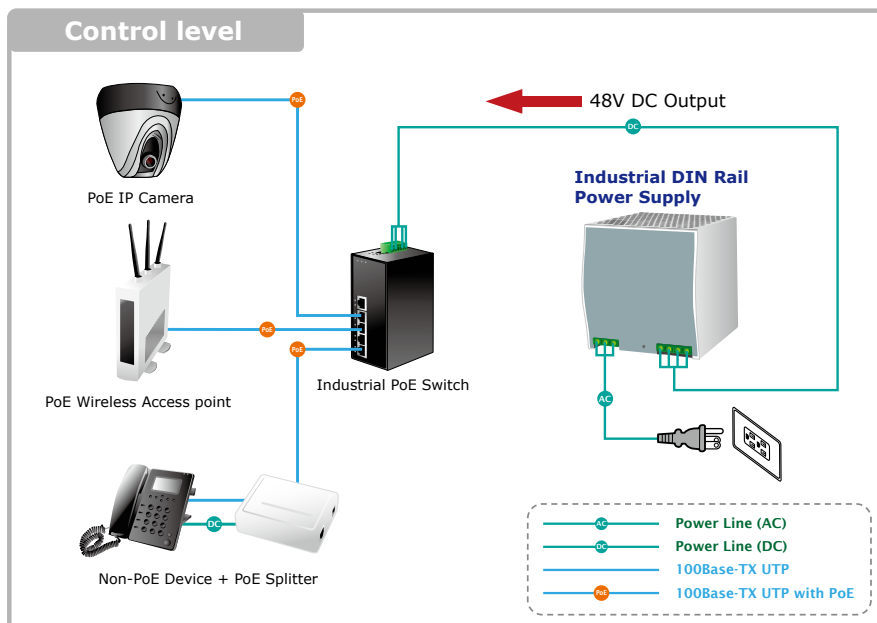 Control level
PoE
48V DC Output
DC
PoE IP Camera
Industrial DIN Rail
Power Supply
PoE
PoE
Industrial PoE Switch
PoE Wireless Access point
AC
DC
Non-PoE Device + PoE Splitter
AC Power Line (AC)
DC Power Line (DC)
100Base-TX UTP
PoE 100Base-TX UTP with PoE